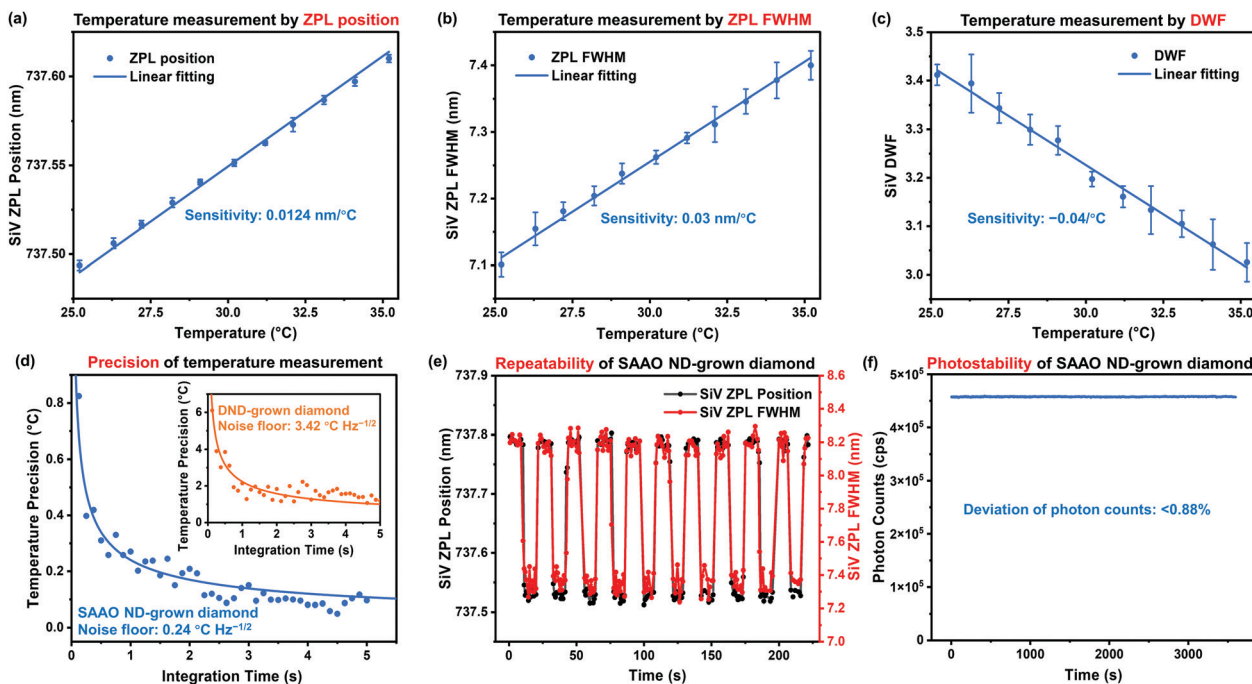 (a) Temperature measurement by ZPL position
ZPL position
Linear fitting
Sensitivity: 0.0124 nm/°C
SiV ZPL Position (nm)
737.60
737.55
737.50
25.0 27.5 30.0 32.5 35.0
Temperature (°C)
(b) Temperature measurement by ZPL FWHM
ZPL FWHM
Linear fitting
Sensitivity: 0.03 nm/°C
SiV ZPL FWHM (nm)
7.4
7.3
7.2
7.1
25.0 27.5 30.0 32.5 35.0
Temperature (°C)
(c) Temperature measurement by DWF
DWF
Linear fitting
Sensitivity: −0.04/°C
SiV DWF
3.5
3.4
3.3
3.2
3.1
3.0
25.0 27.5 30.0 32.5 35.0
Temperature (°C)
(d) Precision of temperature measurement
Temperature Precision (°C)
0.8
0.6
0.4
0.2
0.0
DND-grown diamond
Noise floor: 3.42 °C Hz−1/2
Temperature Precision (°C)
6
4
2
0
0 1 2 3 4 5
Integration Time (s)
SAAO ND-grown diamond
Noise floor: 0.24 °C Hz−1/2
0 1 2 3 4 5
Integration Time (s)
(e) Repeatability of SAAO ND-grown diamond
SiV ZPL Position
SiV ZPL FWHM
SiV ZPL Position (nm)
737.9
737.8
737.7
737.6
737.5
SiV ZPL FWHM (nm)
8.6
8.4
8.2
8.0
7.8
7.6
7.4
7.2
7.0
0 50 100 150 200
Time (s)
(f) Photostability of SAAO ND-grown diamond
Photon Counts (cps)
5×10⁵
4×10⁵
3×10⁵
2×10⁵
1×10⁵
0
Deviation of photon counts: <0.88%
0 1000 2000 3000
Time (s)